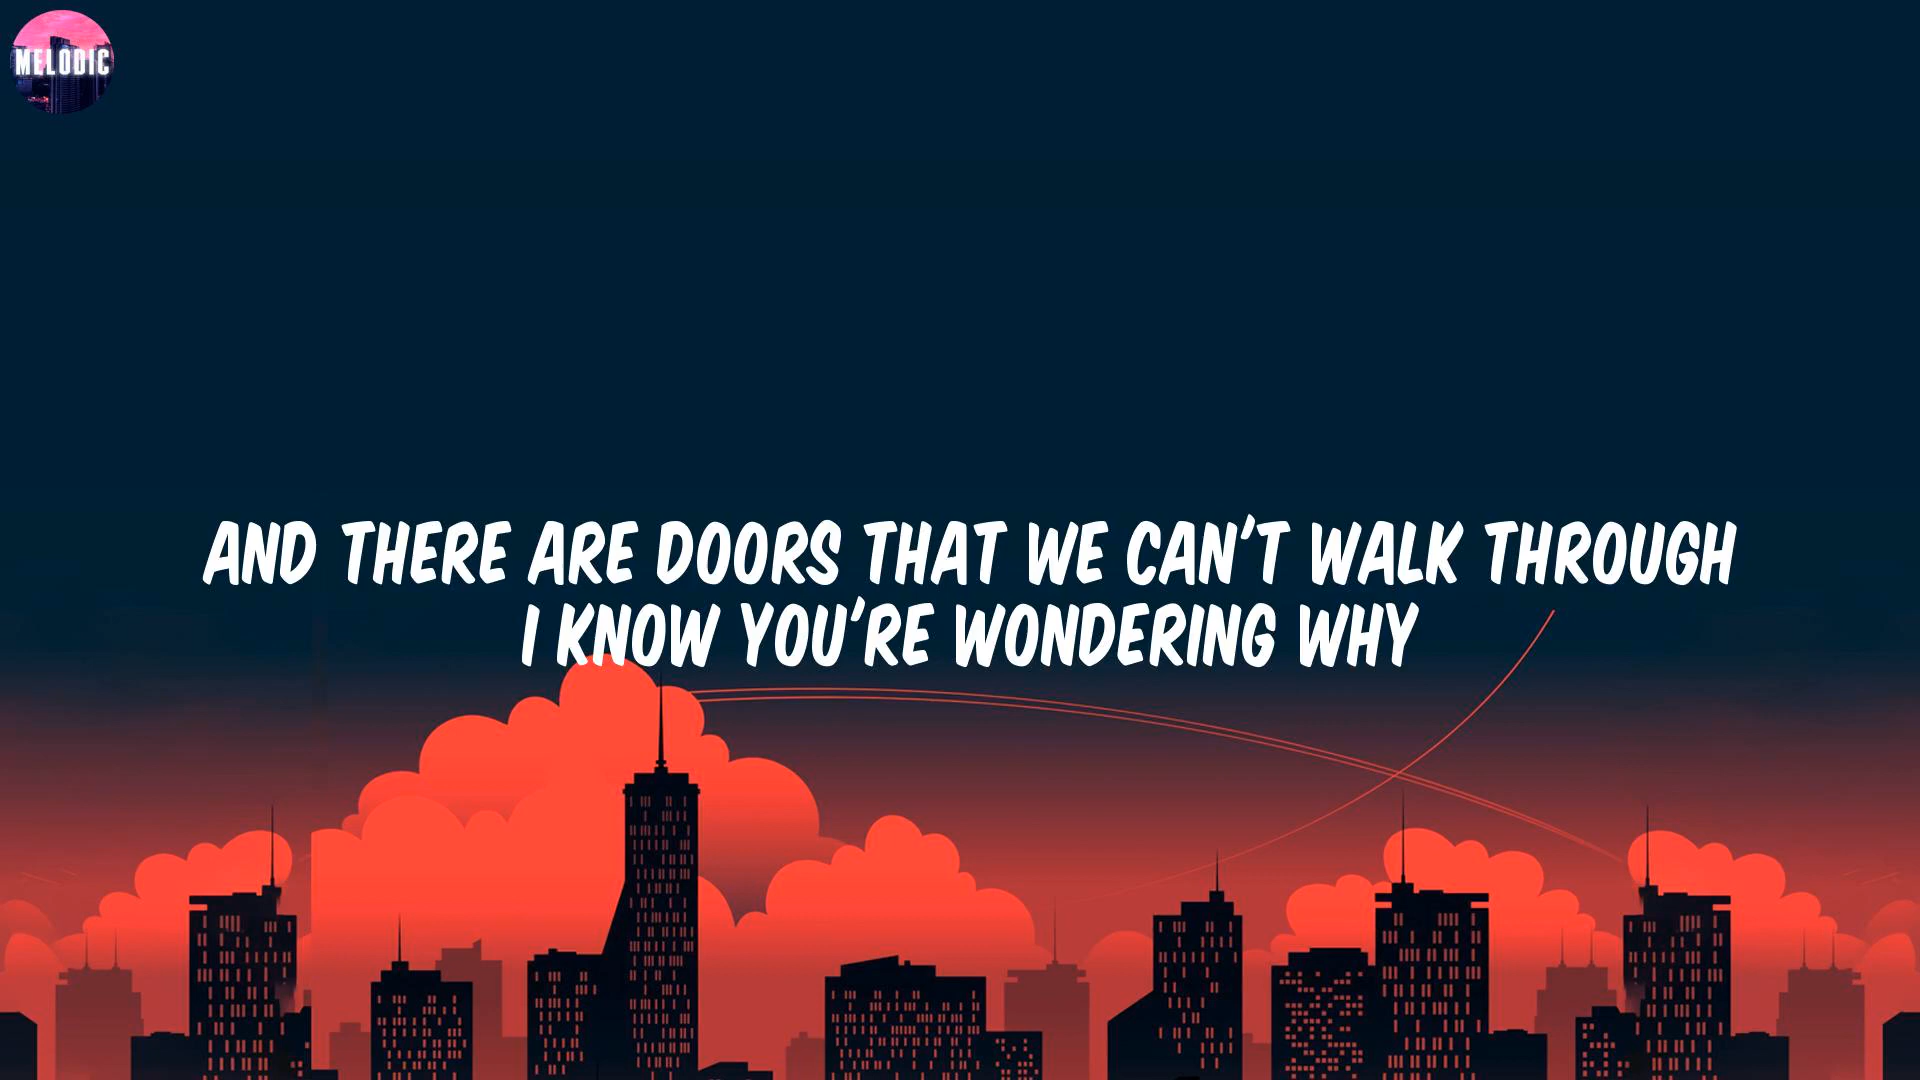 MELODIC
AND THERE ARE DOORS THAT WE CAN'T WALK THROUGH
I KNOW YOU'RE WONDERING WHY